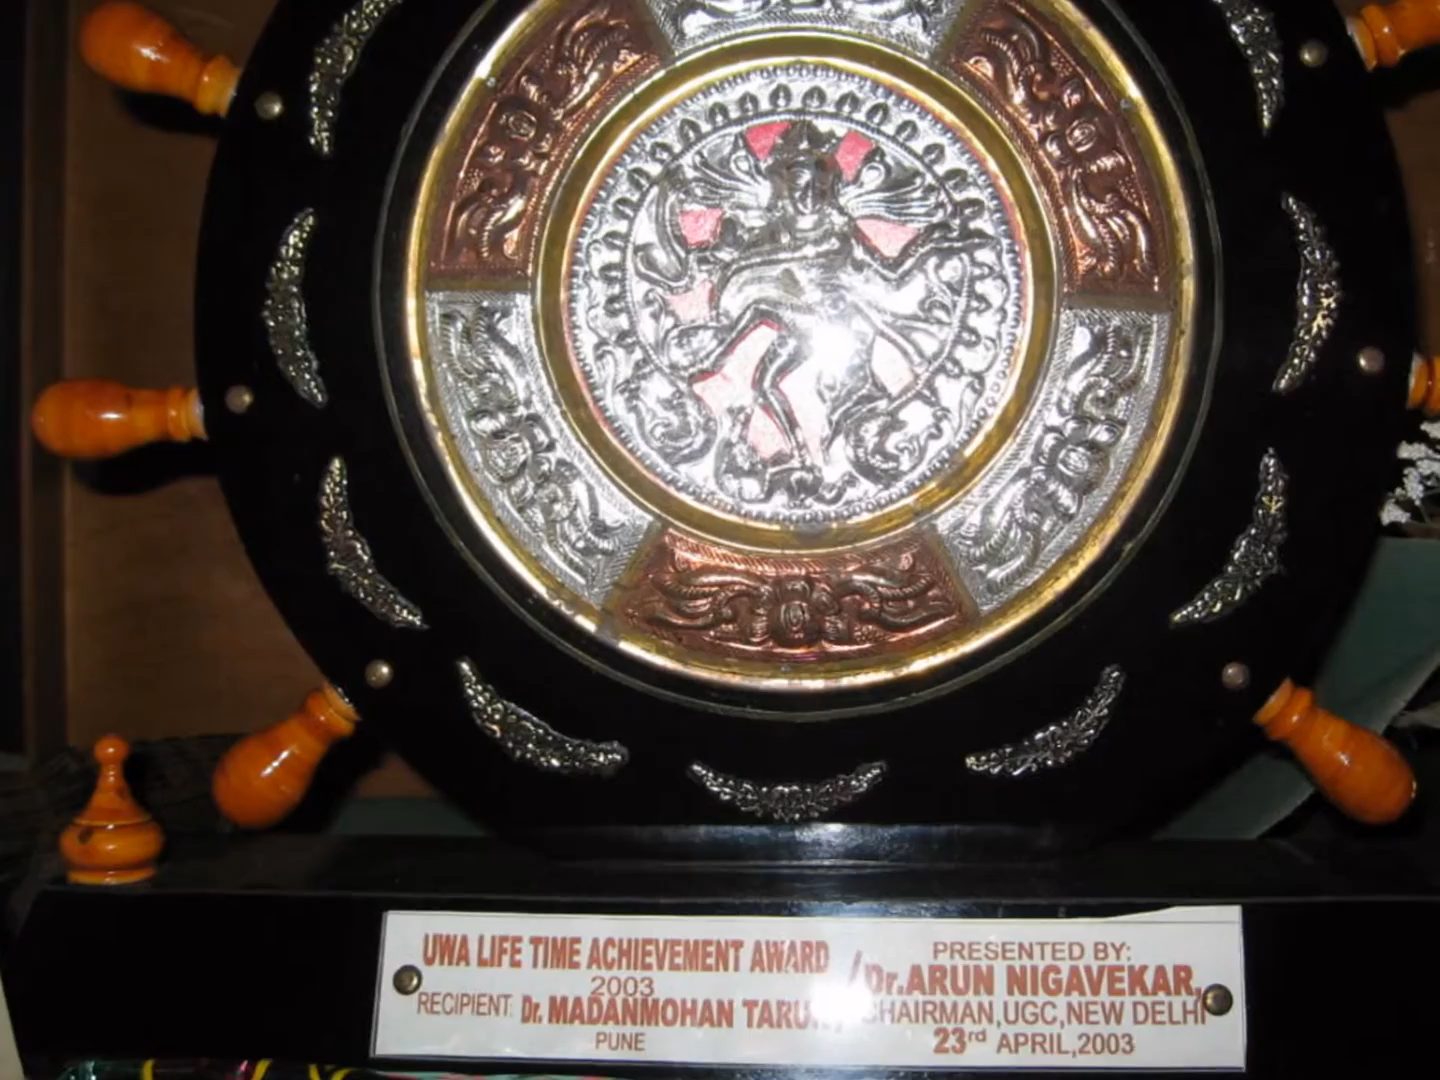 UWA LIFE TIME ACHIEVEMENT AWARD
2003
RECIPIENT: Dr. MADANMOHAN
PUNE
PRESENTED BY:
Dr.ARUN NIGAVEKAR,
CHAIRMAN,UGC,NEW DELHI
23rd APRIL,2003